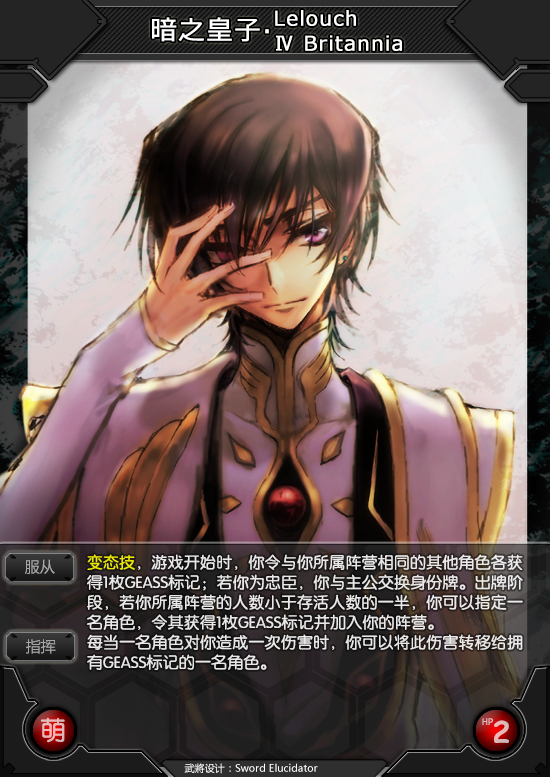 暗之皇子·Lelouch
Ⅳ Britannia
服从
变态技，游戏开始时，你令与你所属阵营相同的其他角色各获
得1枚GEASS标记；若你为忠臣，你与主公交换身份牌。出牌阶
段，若你所属阵营的人数小于存活人数的一半，你可以指定一
名角色，令其获得1枚GEASS标记并加入你的阵营。
指挥
每当一名角色对你造成一次伤害时，你可以将此伤害转移给拥
有GEASS标记的一名角色。
萌
HP2
武将设计：Sword Elucidator